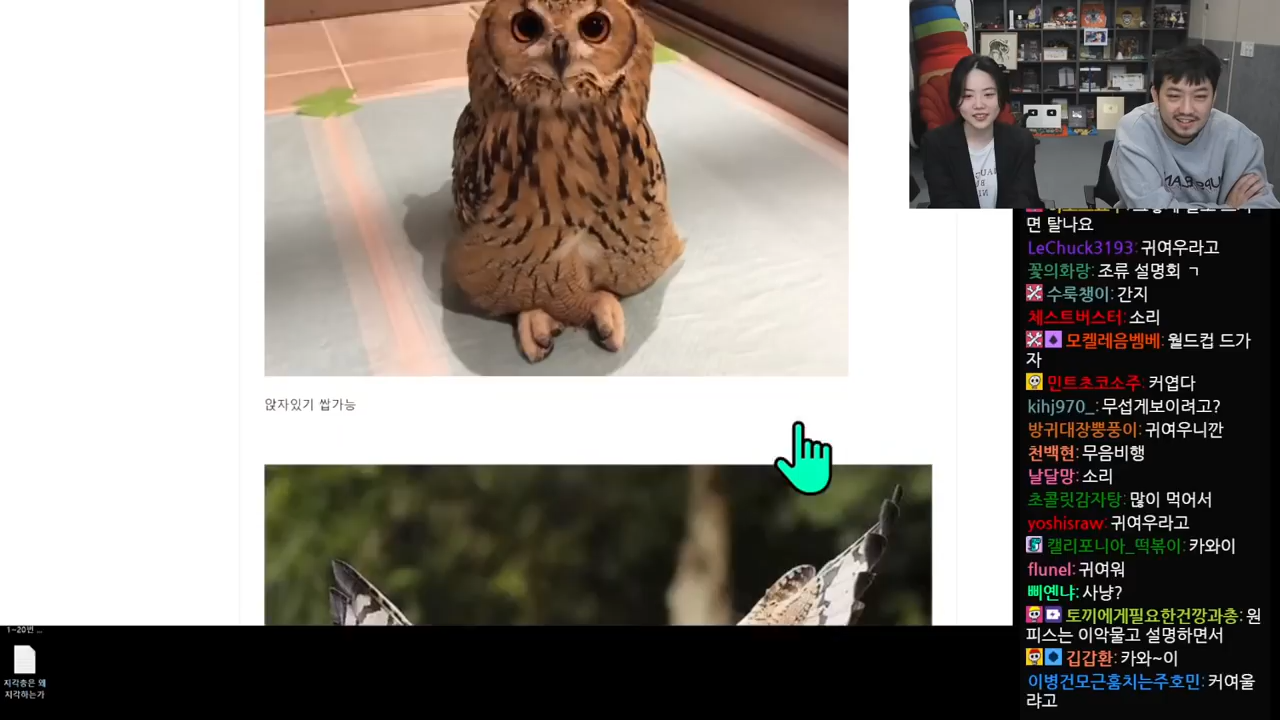 앉자있기 쌉가능
1~20번 ...
지각충은 왜
지각하는가
면 탈나요
LeChuck3193: 귀여우라고
꽃의화랑: 조류 설명회 ㄱ
수룩챙이: 간지
체스트버스터: 소리
모켈레음벰베: 월드컵 드가
자
민트초코소주: 커엽다
kihj970_: 무섭게보이려고?
방귀대장뿡풍이: 귀여우니깐
천백현: 무음비행
날달망: 소리
초콜릿감자탕: 많이 먹어서
yoshisraw: 귀여우라고
캘리포니아_떡볶이: 카와이
flunel: 귀여워
삐옌냐: 사냥?
토끼에게필요한건깡과총: 원
피스는 이악물고 설명하면서
김갑환: 카와~이
이병건모근훔치는주호민: 커여울
랴고